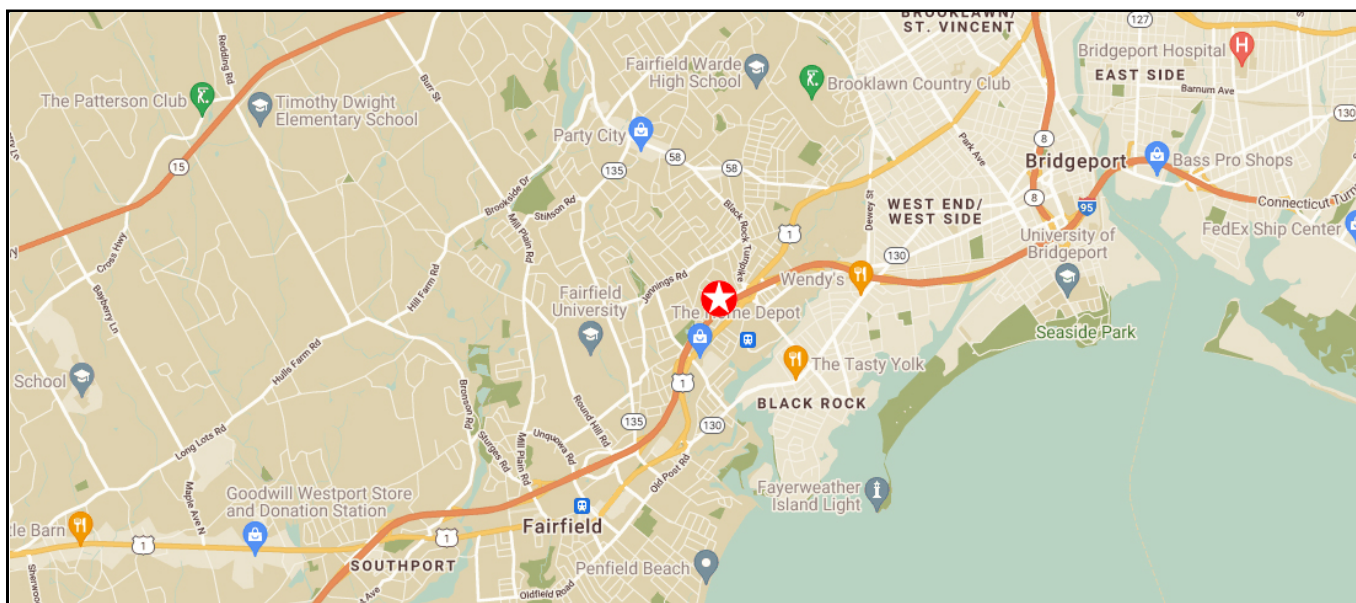 BROOKLAWN/
ST. VINCENT
127
Redding Rd
Burr St
Fairfield Warde
High School
Bridgeport Hospital
H
EAST SIDE
The Patterson Club
Timothy Dwight
Elementary School
Brooklawn Country Club
Barnum Ave
130
Party City
8
Park Ave
58
Bridgeport
Bass Pro Shops
15
135
58
Brookside Dr
Stillson Rd
Mill Plain Rd
Black Rock Turnpike
Dewey St
WEST END/
WEST SIDE
8
95
Connecticut Turn
FedEx Ship Center
1
University of
Bridgeport
Cross Hwy
130
Jennings Rd
Wendy's
Bayberry Ln
Hill Farm Rd
Fairfield
University
The Home Depot
Seaside Park
Hulls Farm Rd
School
The Tasty Yolk
1
BLACK ROCK
Bronson Rd
Round Hill Rd
135
130
Long Lots Rd
Sturges Rd
Mill Plain Rd
Unquowa Rd
Old Post Rd
Maple Ave N
Goodwill Westport Store
and Donation Station
Fayerweather
Island Light
tle Barn
1
1
Fairfield
SOUTHPORT
Penfield Beach
Sherwoo
Oldfield Road
t Ave